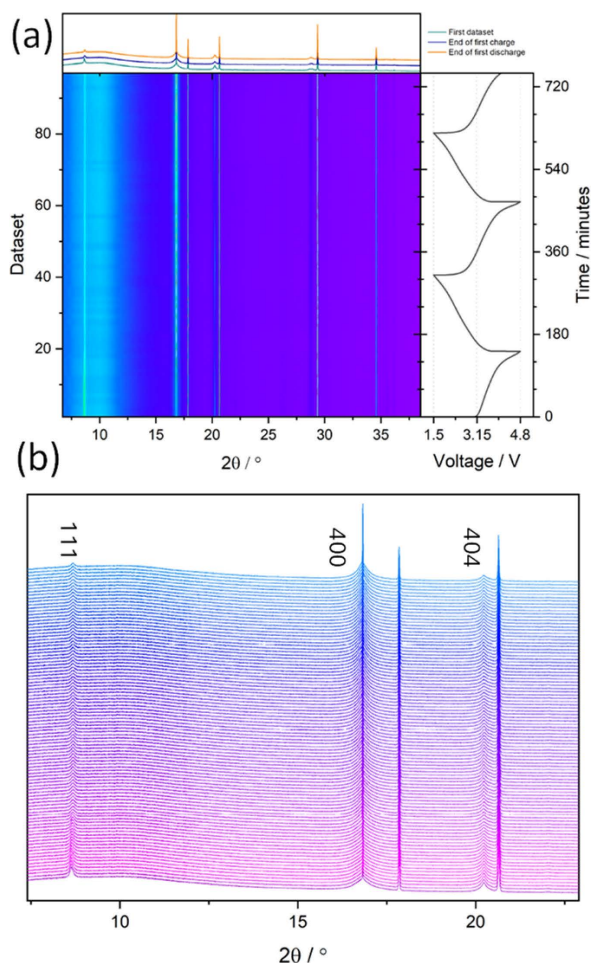 (a)
First dataset
End of first charge
End of first discharge
80
60
40
20
Dataset
10
15
20
25
30
35
2θ / °
720
540
360
180
0
Time / minutes
1.5
3.15
4.8
Voltage / V
(b)
111
400
404
10
15
20
2θ / °